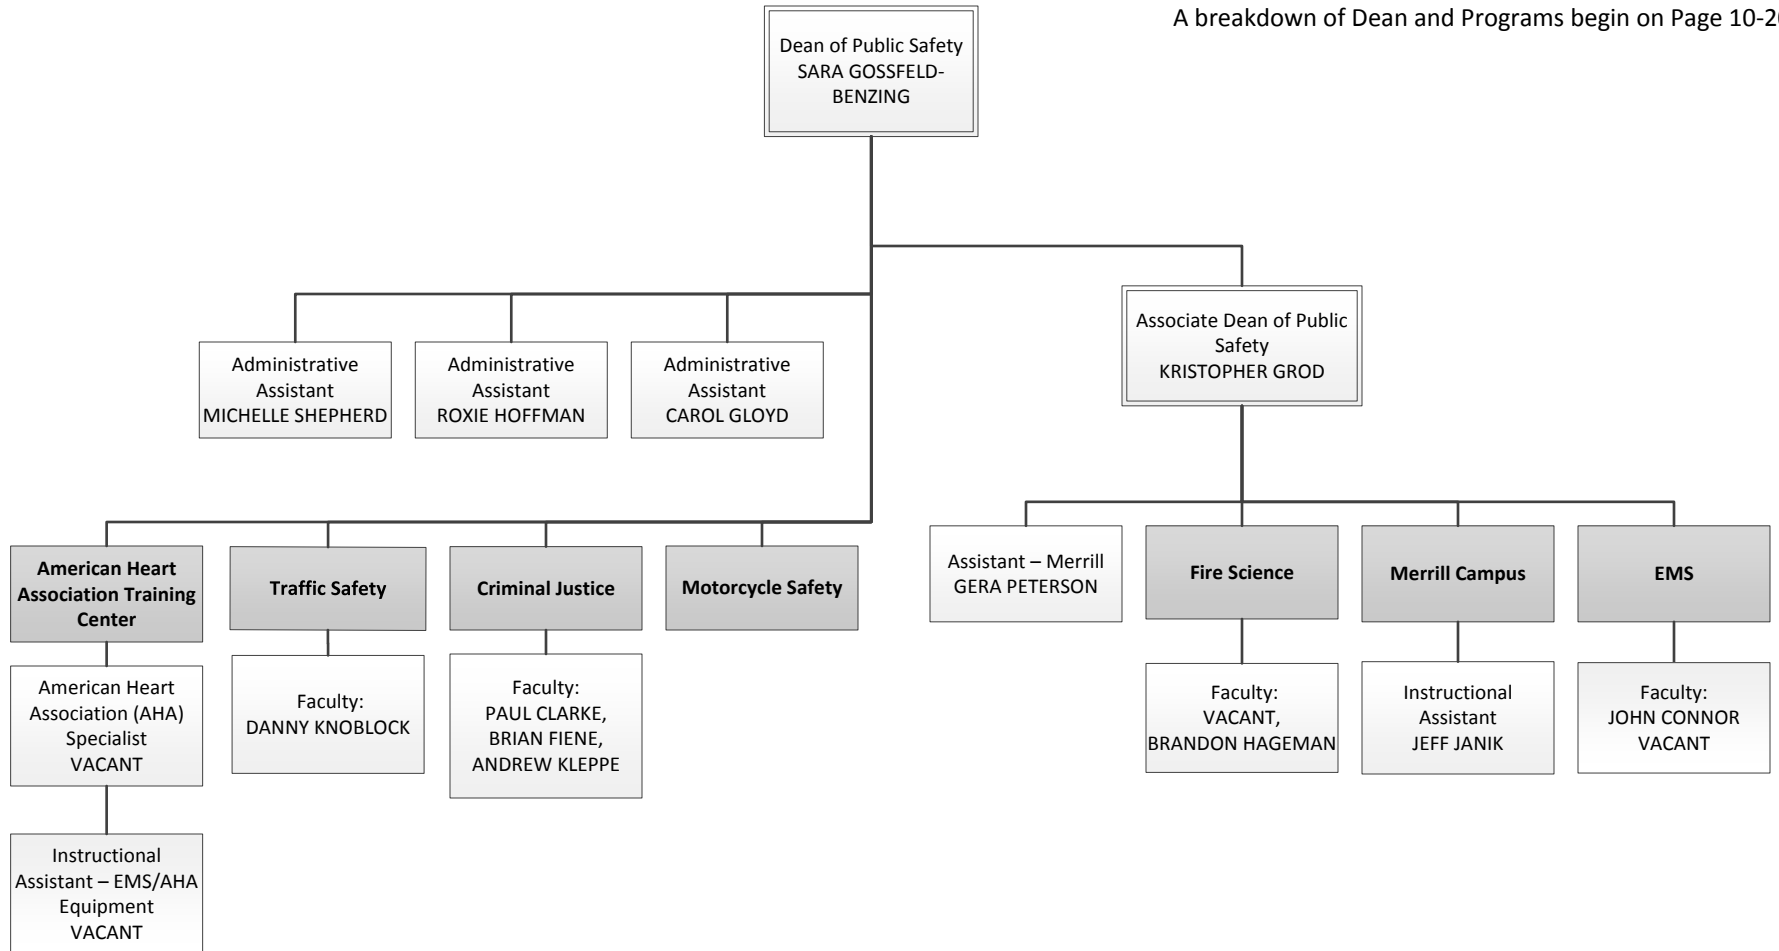 A breakdown of Dean and Programs begin on Page 10-2
Dean of Public Safety
SARA GOSSFELD-
BENZING
Associate Dean of Public
Safety
KRISTOPHER GROD
Administrative
Assistant
MICHELLE SHEPHERD
Administrative
Assistant
ROXIE HOFFMAN
Administrative
Assistant
CAROL GLOYD
American Heart
Association Training
Center
Traffic Safety
Criminal Justice
Motorcycle Safety
Assistant – Merrill
GERA PETERSON
Fire Science
Merrill Campus
EMS
American Heart
Association (AHA)
Specialist
VACANT
Faculty:
DANNY KNOBLOCK
Faculty:
PAUL CLARKE,
BRIAN FIENE,
ANDREW KLEPPE
Faculty:
VACANT,
BRANDON HAGEMAN
Instructional
Assistant
JEFF JANIK
Faculty:
JOHN CONNOR
VACANT
Instructional
Assistant – EMS/AHA
Equipment
VACANT